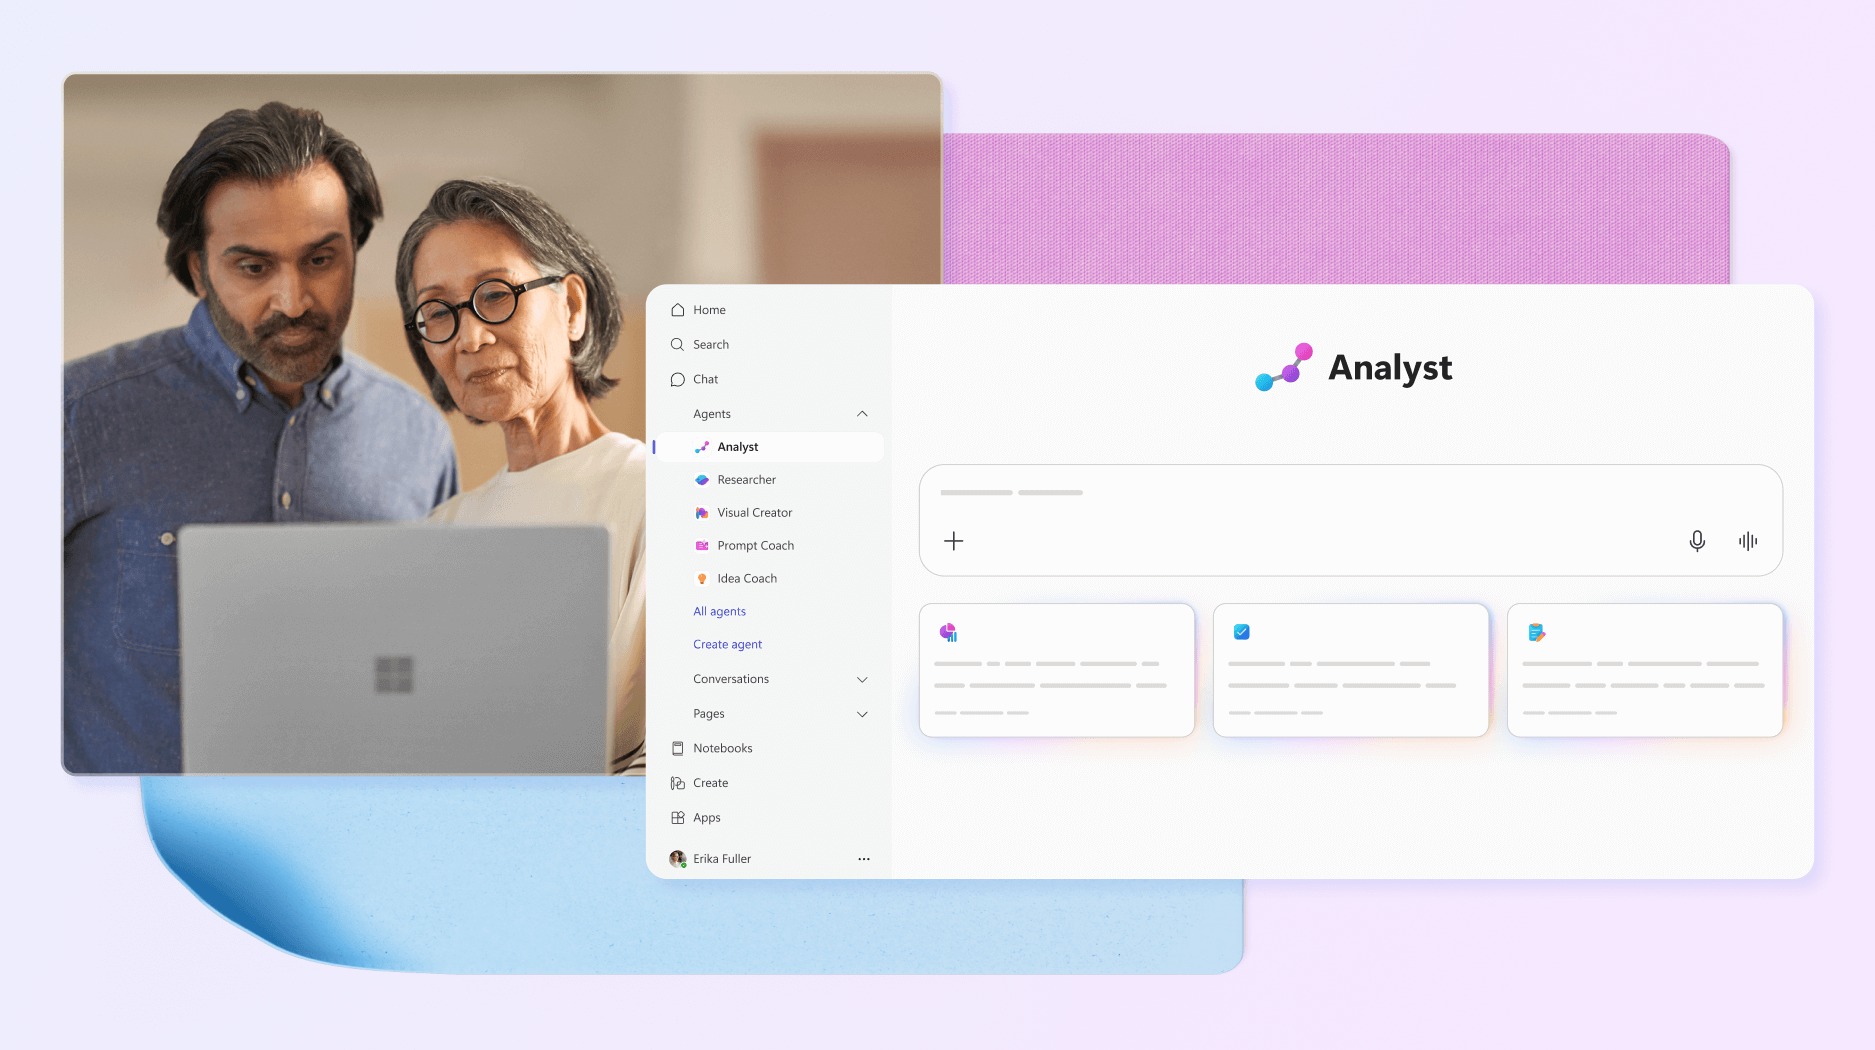 Home
Search
Chat
Agents
Analyst
Researcher
Visual Creator
Prompt Coach
Idea Coach
All agents
Create agent
Conversations
Pages
Notebooks
Create
Apps
Erika Fuller
Analyst